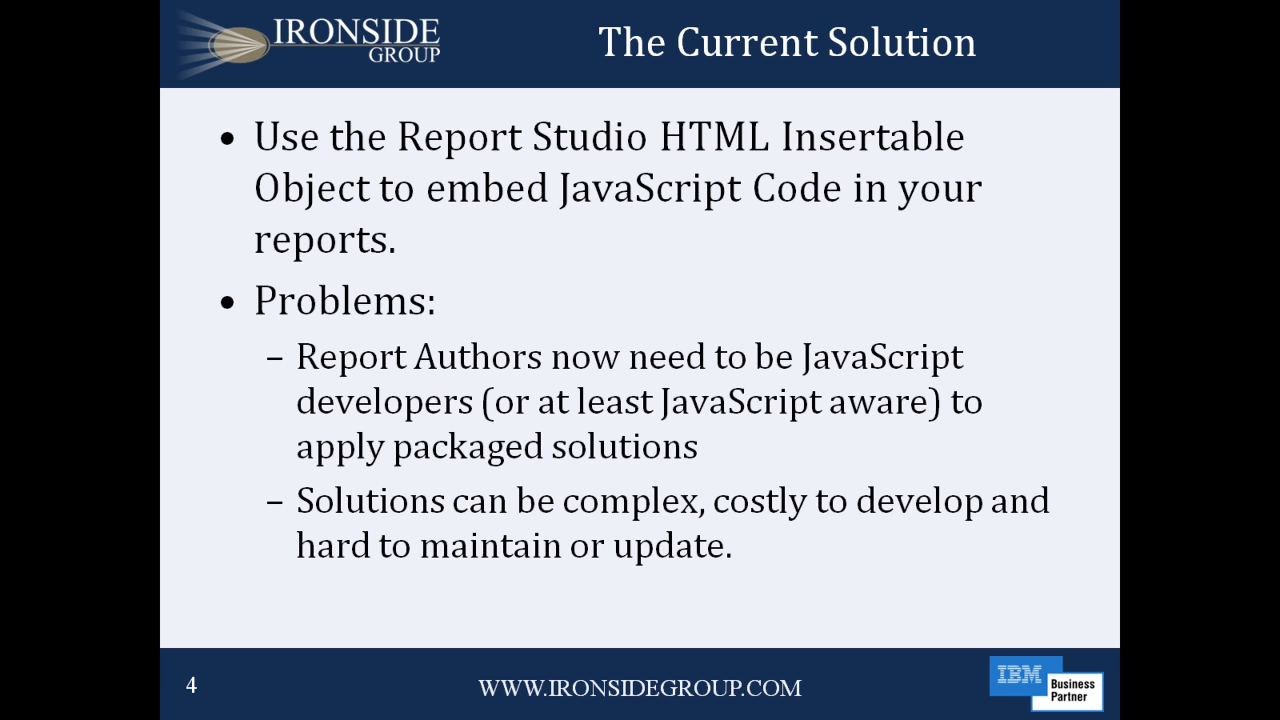 IRONSIDE
GROUP
The Current Solution
• Use the Report Studio HTML Insertable
Object to embed JavaScript Code in your
reports.
• Problems:
– Report Authors now need to be JavaScript
developers (or at least JavaScript aware) to
apply packaged solutions
– Solutions can be complex, costly to develop and
hard to maintain or update.
4
WWW.IRONSIDEGROUP.COM
IBM
Business
Partner